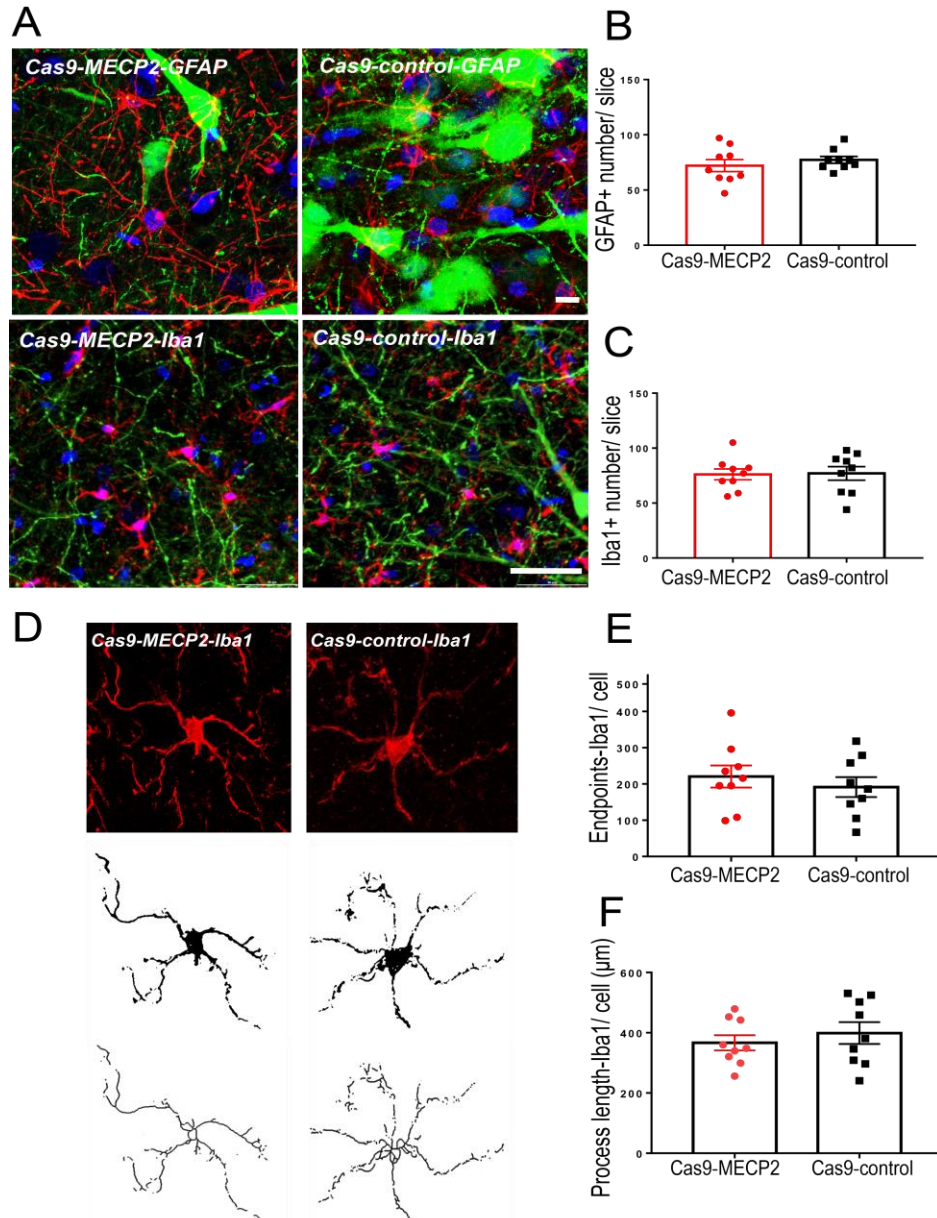 A
Cas9-MECP2-GFAP
Cas9-control-GFAP
Cas9-MECP2-Iba1
Cas9-control-Iba1
B
GFAP+ number/ slice
150
100
50
0
Cas9-MECP2
Cas9-control
C
Iba1+ number/ slice
150
100
50
0
Cas9-MECP2
Cas9-control
D
Cas9-MECP2-Iba1
Cas9-control-Iba1
E
Endpoints-Iba1/ cell
500
400
300
200
100
0
Cas9-MECP2
Cas9-control
F
Process length-Iba1/ cell (µm)
600
400
200
0
Cas9-MECP2
Cas9-control